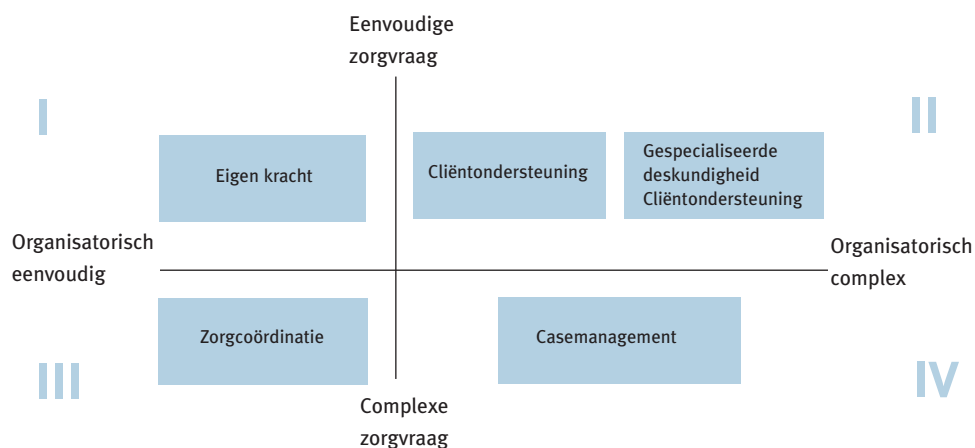 Eenvoudige
zorgvraag
I
II
Eigen kracht
Cliëntondersteuning
Gespecialiseerde
deskundigheid
Cliëntondersteuning
Organisatorisch
eenvoudig
Organisatorisch
complex
Zorgcoördinatie
Casemanagement
III
IV
Complexe
zorgvraag